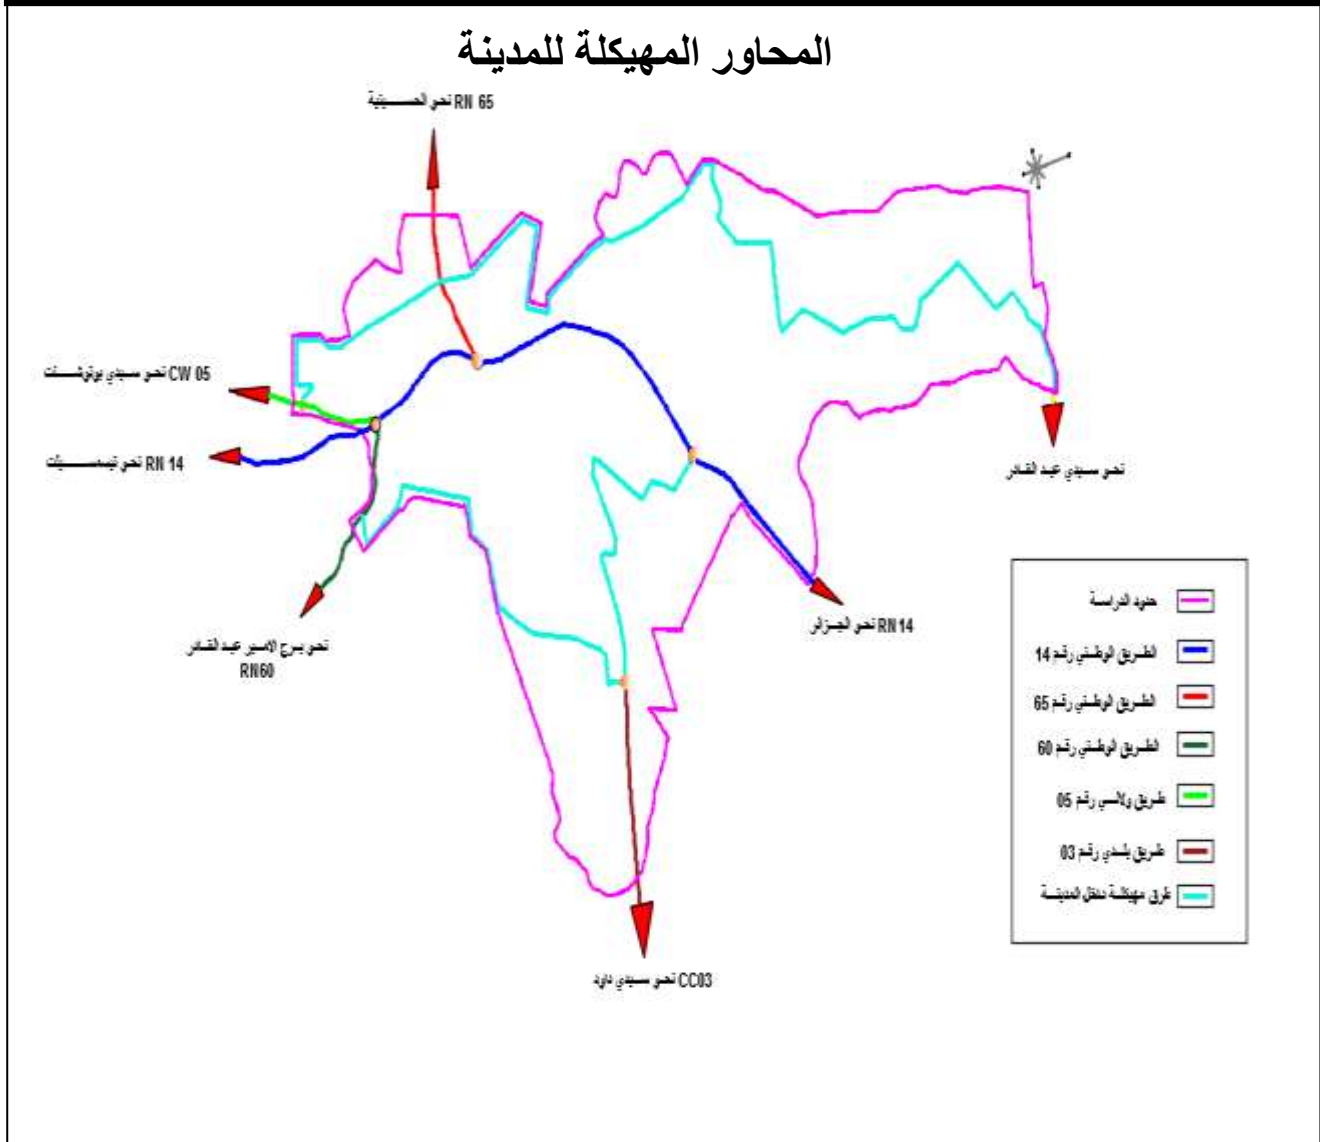 المحاور المهيكلة للمدينة
RN 65 نحو الحسينية
CW 05 نحو سيدي بوتوشنت
RN 14 نحو تيسمسيلت
نحو سيدي عبد القادر
نحو برج الامير عبد القادر
RN60
RN14 نحو الجزائر
CC03 نحو سيدي داود
حدود الدراسة
الطريق الوطني رقم 14
الطريق الوطني رقم 65
الطريق الوطني رقم 60
طريق ولائي رقم 05
طريق بلدي رقم 03
طرق مهيكلة داخل المدينة